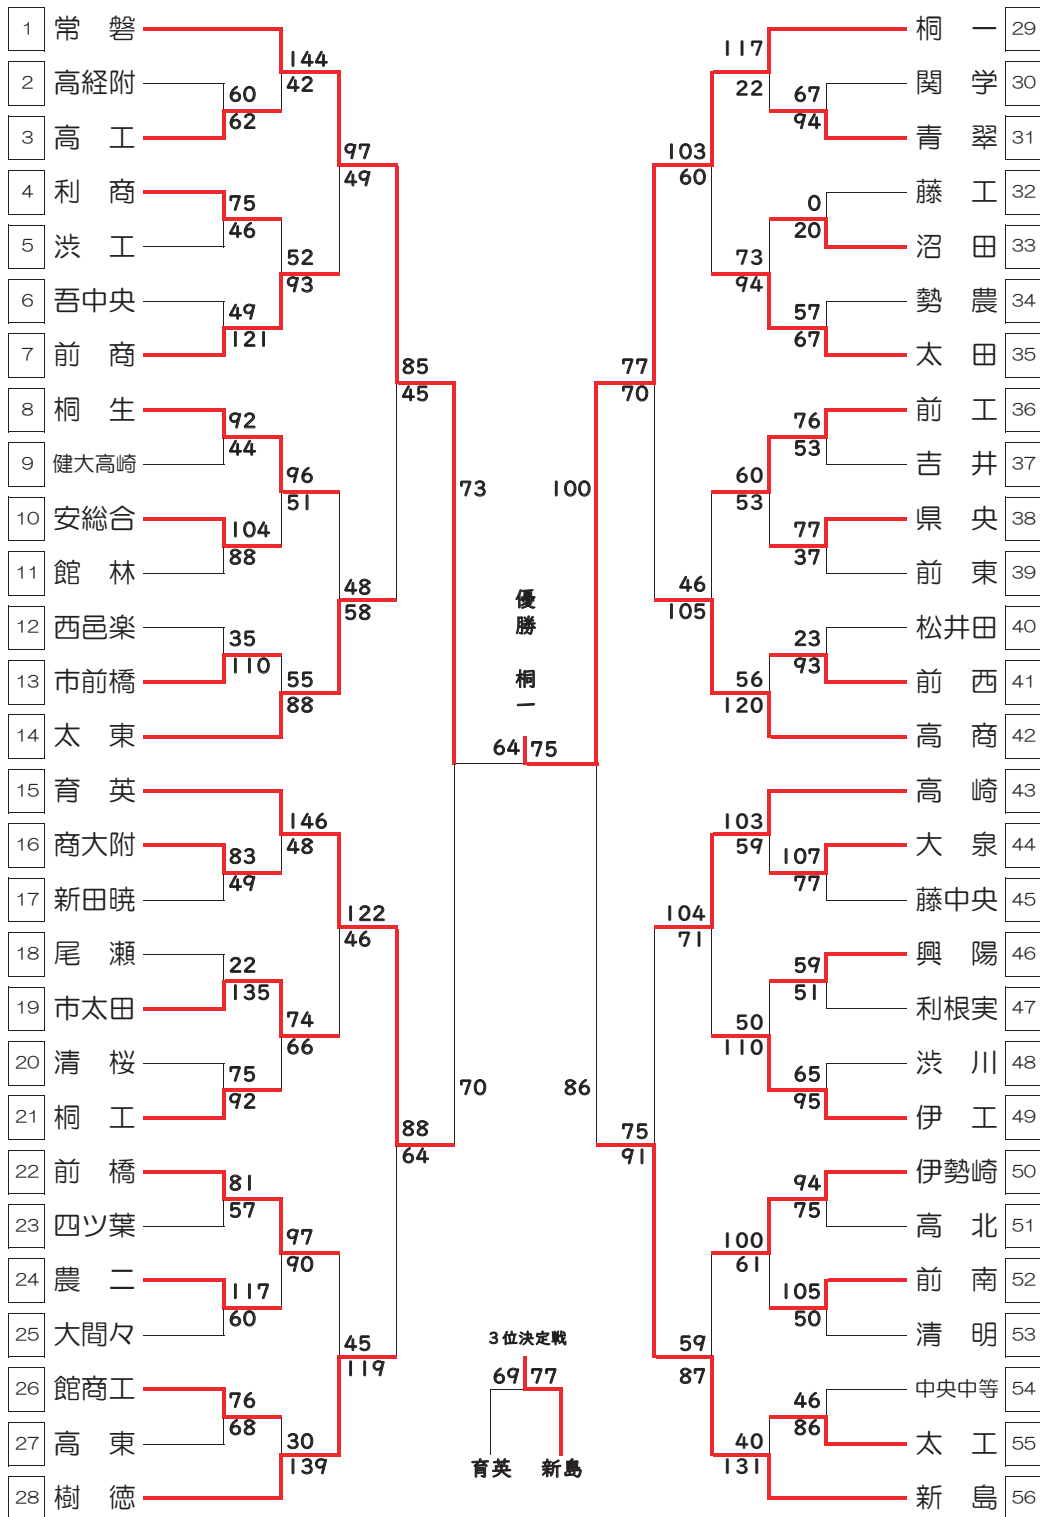 1 常磐
2 高経附
3 高工
4 利商
5 渋工
6 吾中央
7 前商
8 桐生
9 健大高崎
10 安総合
11 館林
12 西邑楽
13 市前橋
14 太東
15 育英
16 商大附
17 新田暁
18 尾瀬
19 市太田
20 清桜
21 桐工
22 前橋
23 四ツ葉
24 農二
25 大間々
26 館商工
27 高東
28 樹徳
60
62
75
46
49
121
92
44
104
88
35
110
83
49
22
135
75
92
81
57
117
60
76
68
144
42
52
93
96
51
55
88
146
48
74
66
97
90
30
139
97
49
48
58
122
46
45
119
85
45
88
64
73
70
優勝 桐一
64 75
3位決定戦
69 77
育英 新島
100
86
77
70
75
91
103
60
46
105
104
71
59
87
117
22
73
94
60
53
56
120
103
59
50
110
100
61
40
131
67
94
0
20
57
67
76
53
77
37
23
93
107
77
59
51
65
95
94
75
105
50
46
86
桐一 29
関学 30
青翠 31
藤工 32
沼田 33
勢農 34
太田 35
前工 36
吉井 37
県央 38
前東 39
松井田 40
前西 41
高商 42
高崎 43
大泉 44
藤中央 45
興陽 46
利根実 47
渋川 48
伊工 49
伊勢崎 50
高北 51
前南 52
清明 53
中央中等 54
太工 55
新島 56